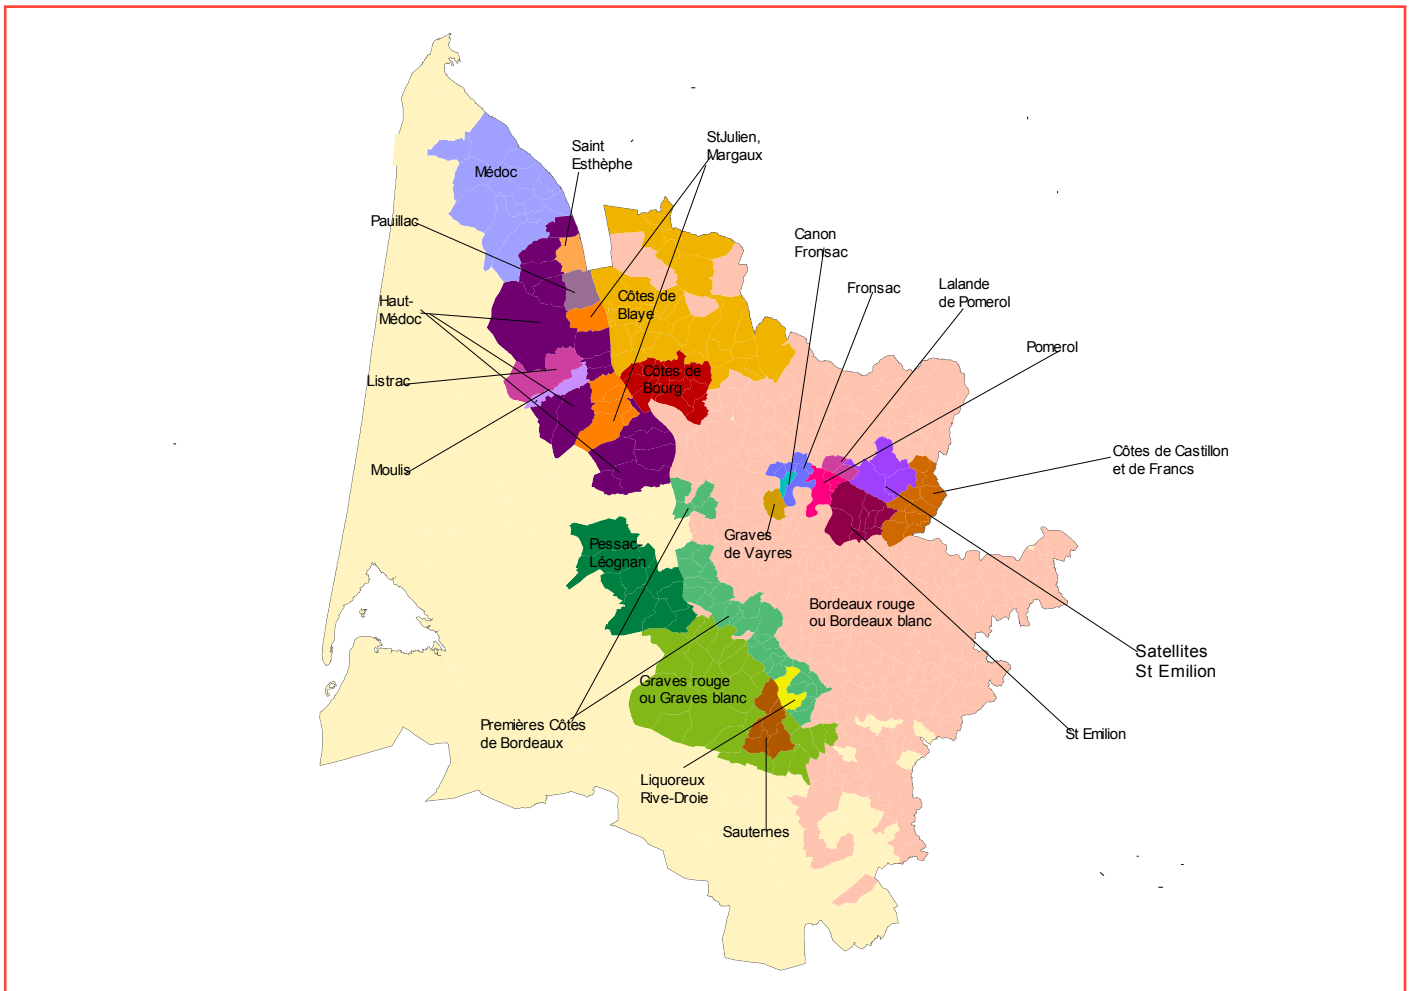 StJulien,
Margaux
Saint
Esthèphe
Médoc
Pauillac
Canon
Fronsac
Fronsac
Lalande
de Pomerol
Haut-
Médoc
Côtes de
Blaye
Pomerol
Listrac
Côtes de
Bourg
Moulis
Côtes de Castillon
et de Francs
Graves
de Vayres
Pessac-
Léognan
Bordeaux rouge
ou Bordeaux blanc
Satellites
St Emilion
Graves rouge
ou Graves blanc
Premières Côtes
de Bordeaux
St Emilion
Liquoreux
Rive-Droie
Sauternes